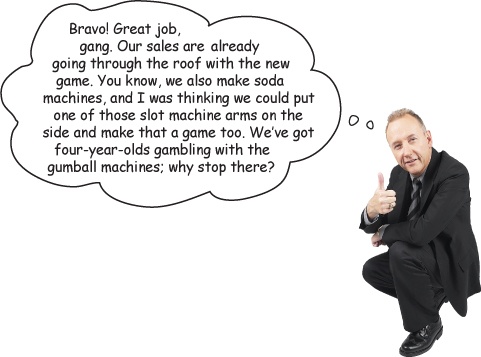 Bravo! Great job,
gang. Our sales are already
going through the roof with the new
game. You know, we also make soda
machines, and I was thinking we could put
one of those slot machine arms on the
side and make that a game too. We've got
four-year-olds gambling with the
gumball machines; why stop there?